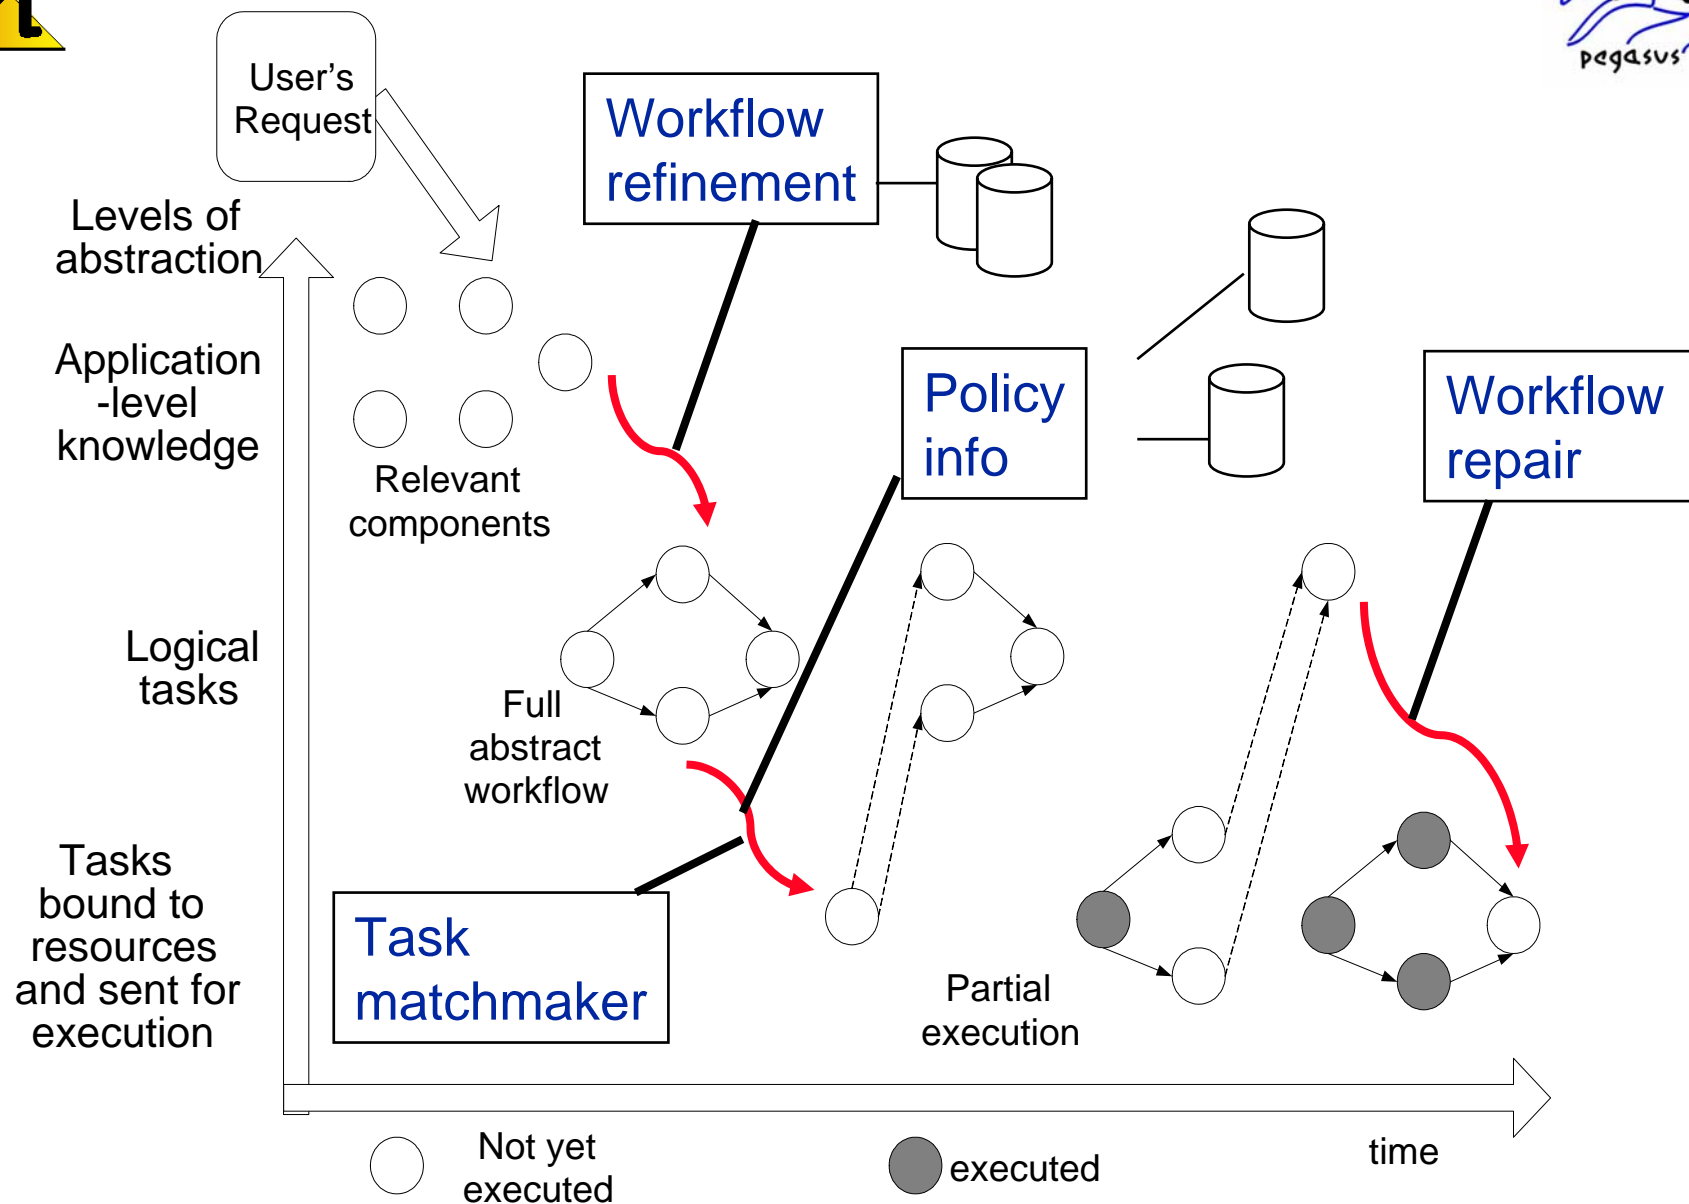 pegasus
User's
Request
Workflow
refinement
Levels of
abstraction
Application
-level
knowledge
Relevant
components
Policy
info
Workflow
repair
Logical
tasks
Full
abstract
workflow
Tasks
bound to
resources
and sent for
execution
Task
matchmaker
Partial
execution
Not yet
executed
executed
time